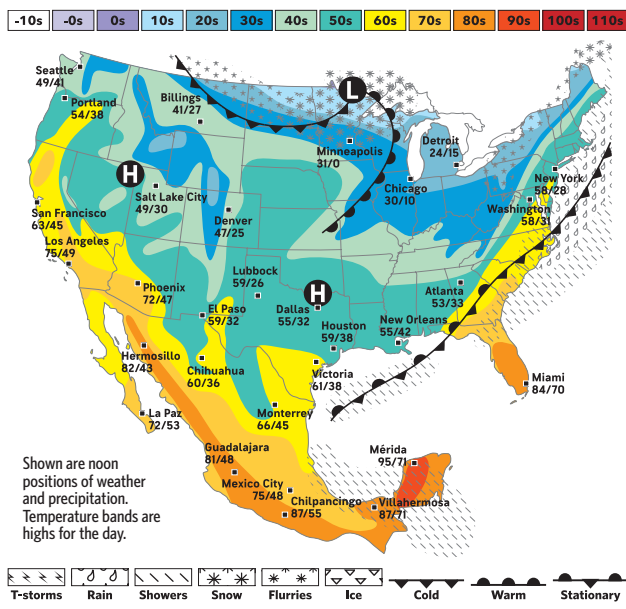 -10s -0s 0s 10s 20s 30s 40s 50s 60s 70s 80s 90s 100s 110s
Seattle
49/41
Portland
54/38
Billings
41/27
L
Minneapolis
31/0
Detroit
24/15
Chicago
30/10
New York
58/28
Washington
58/31
H
Salt Lake City
49/30
Denver
47/25
San Francisco
63/45
Los Angeles
75/49
Phoenix
72/47
Lubbock
59/26
H
Dallas
55/32
Atlanta
53/33
El Paso
59/32
Houston
59/38
New Orleans
55/42
Hermosillo
82/43
Chihuahua
60/36
Victoria
61/38
Miami
84/70
La Paz
72/53
Monterrey
66/45
Guadalajara
81/48
Mérida
95/71
Mexico City
75/48
Chilpancingo
87/55
Villahermosa
87/71
Shown are noon
positions of weather
and precipitation.
Temperature bands are
highs for the day.
T-storms Rain Showers Snow Flurries Ice Cold Warm Stationary